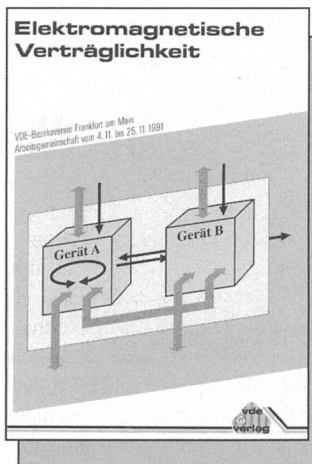 Elektromagnetische
Verträglichkeit
VDE-Bezirksverein Frankfurt am Main
Arbeitsgemeinschaft vom 4. 11. bis 25. 11. 1991
Gerät A
Gerät B
vde
verlag